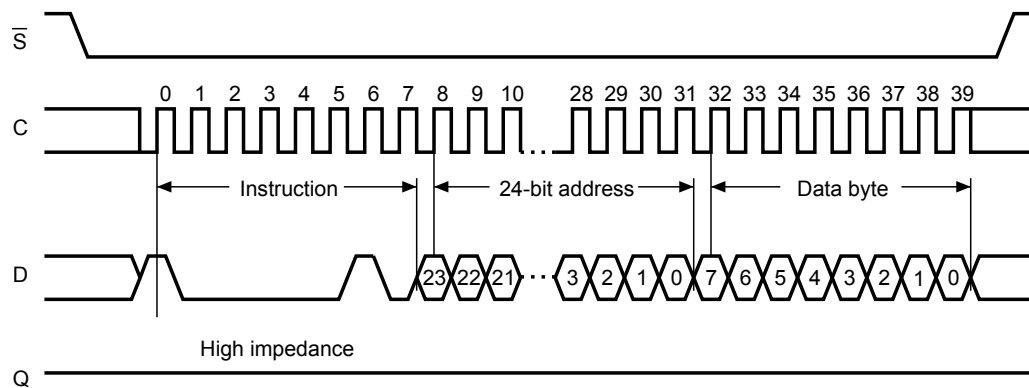 S
0 1 2 3 4 5 6 7 8 9 10 28 29 30 31 32 33 34 35 36 37 38 39
C
Instruction 24-bit address Data byte
D 23 22 21 3 2 1 0 7 6 5 4 3 2 1 0
High impedance
Q